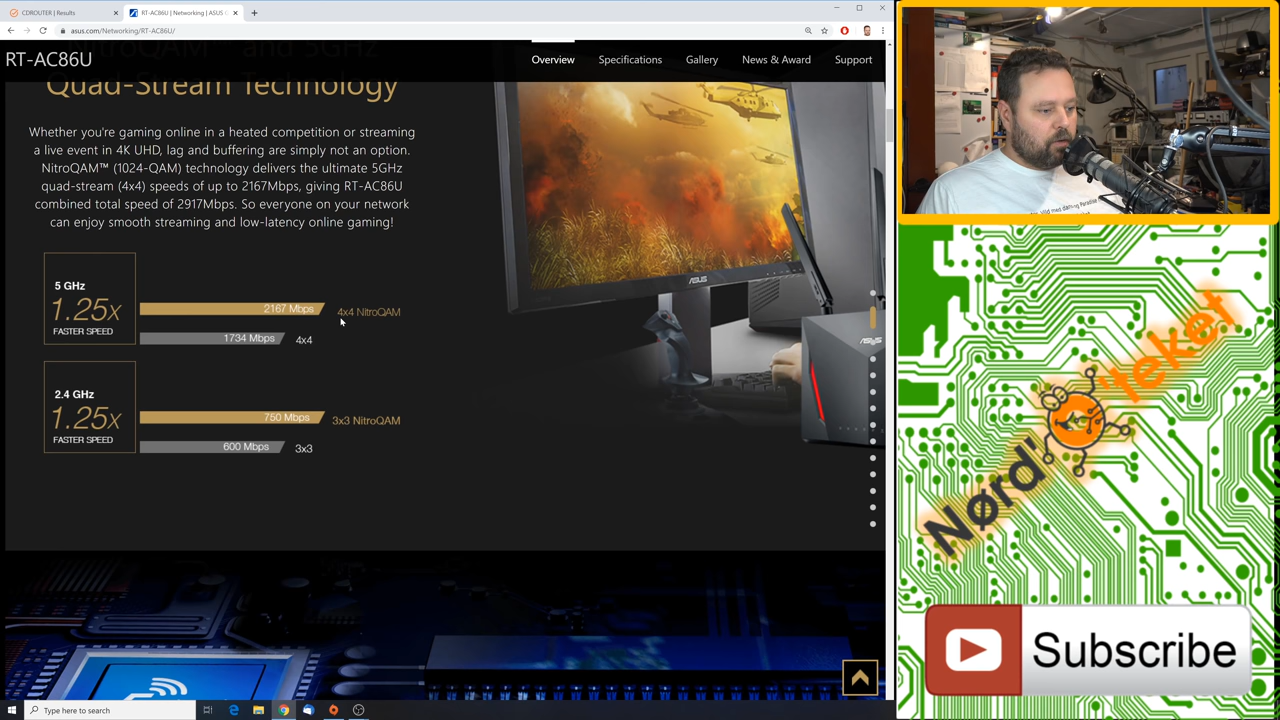 CDROUTER | Results
RT-AC86U | Networking | ASUS
asus.com/Networking/RT-AC86U/
NitroQAM™ and 5GHz
RT-AC86U
Overview
Specifications
Gallery
News & Award
Support
Quad-Stream Technology
Whether you're gaming online in a heated competition or streaming
a live event in 4K UHD, lag and buffering are simply not an option.
NitroQAM™ (1024-QAM) technology delivers the ultimate 5GHz
quad-stream (4x4) speeds of up to 2167Mbps, giving RT-AC86U
combined total speed of 2917Mbps. So everyone on your network
can enjoy smooth streaming and low-latency online gaming!
5 GHz
1.25x
FASTER SPEED
2167 Mbps
4x4 NitroQAM
1734 Mbps
4x4
2.4 GHz
1.25x
FASTER SPEED
750 Mbps
3x3 NitroQAM
600 Mbps
3x3
ASUS
Type here to search
Nørd'teket
Subscribe